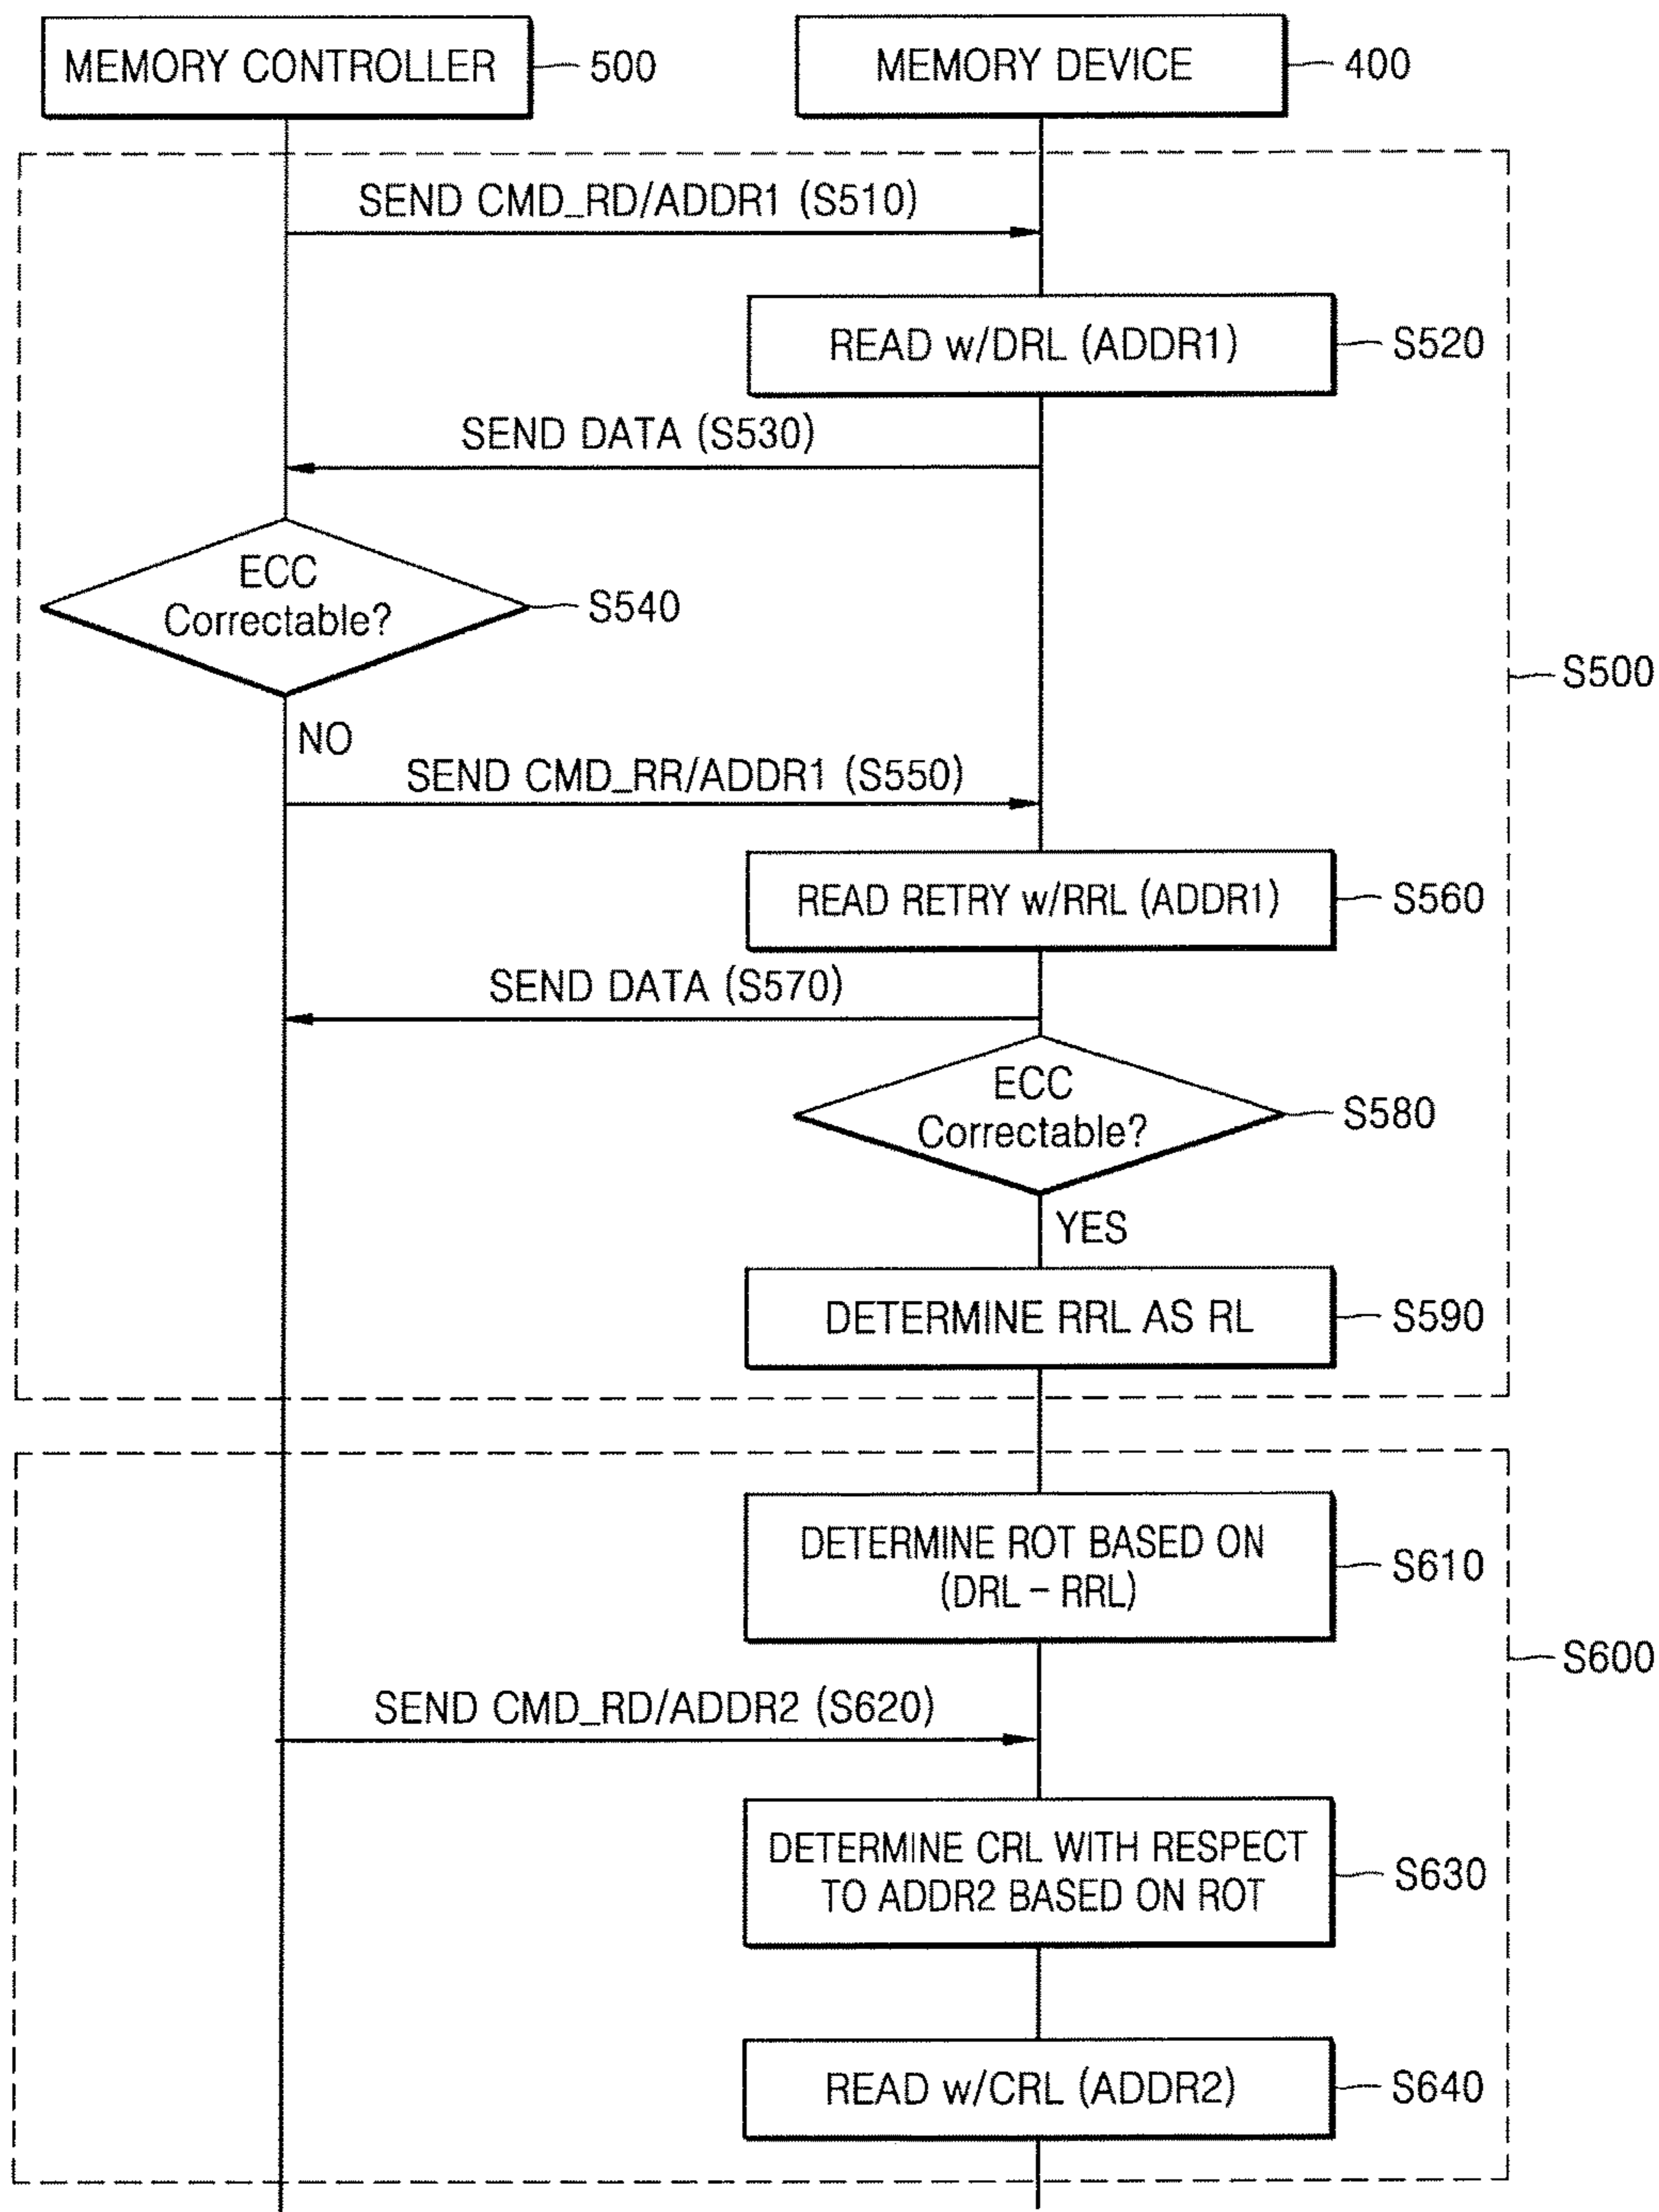 MEMORY CONTROLLER 500
MEMORY DEVICE 400
SEND CMD_RD/ADDR1 (S510)
READ w/DRL (ADDR1) S520
SEND DATA (S530)
ECC
Correctable?
S540
S500
NO
SEND CMD_RR/ADDR1 (S550)
READ RETRY w/RRL (ADDR1) S560
SEND DATA (S570)
ECC
Correctable?
S580
YES
DETERMINE RRL AS RL S590
DETERMINE ROT BASED ON
(DRL – RRL)
S610
S600
SEND CMD_RD/ADDR2 (S620)
DETERMINE CRL WITH RESPECT
TO ADDR2 BASED ON ROT
S630
READ w/CRL (ADDR2) S640